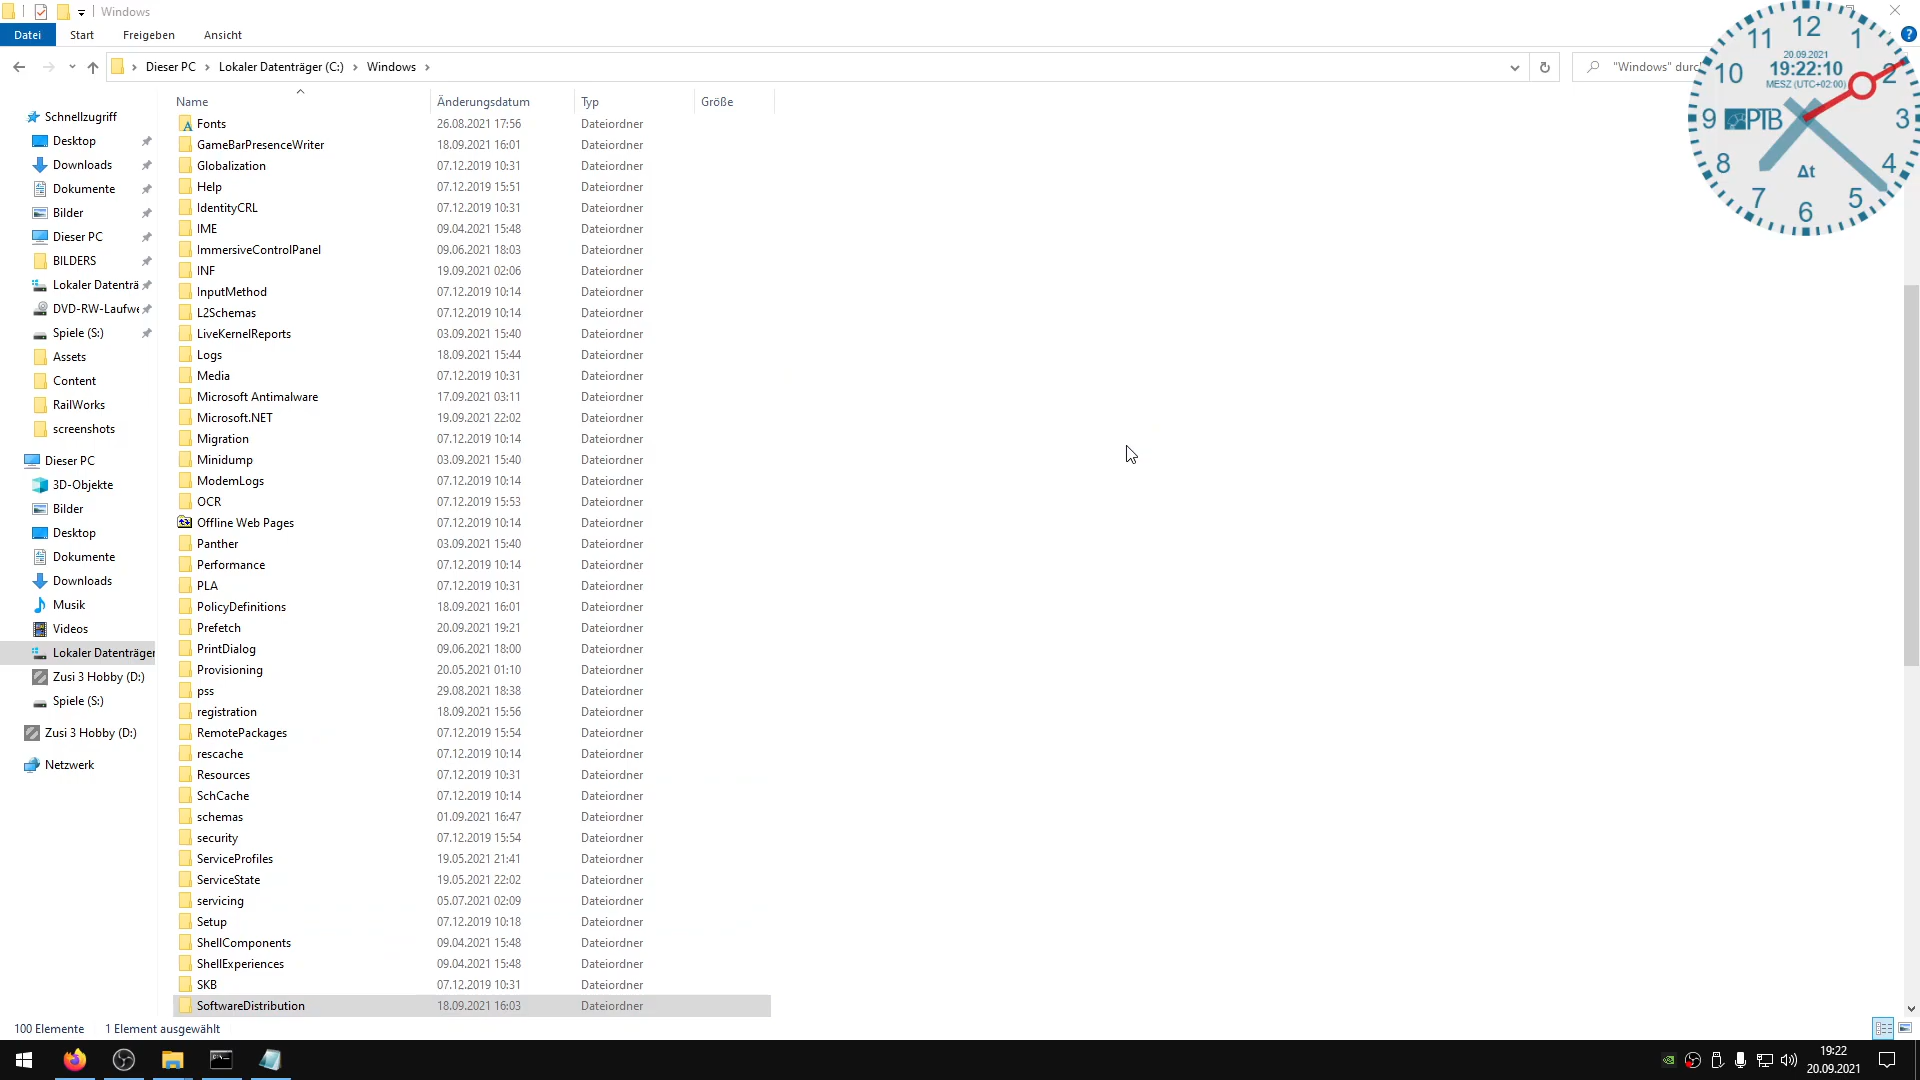 Windows
Datei Start Freigeben Ansicht
Dieser PC Lokaler Datenträger (C:) Windows
"Windows" durc
12
11 1
20.09.2021
10 19:22:10 2
MESZ (UTC+02:00)
9 PTB 3
8 Δt 4
7 5
6
?
Name Änderungsdatum Typ Größe
Schnellzugriff
Desktop
Downloads
Dokumente
Bilder
Dieser PC
BILDERS
Lokaler Datenträ
DVD-RW-Laufwe
Spiele (S:)
Assets
Content
RailWorks
screenshots
Dieser PC
3D-Objekte
Bilder
Desktop
Dokumente
Downloads
Musik
Videos
Lokaler Datenträger
Zusi 3 Hobby (D:)
Spiele (S:)
Zusi 3 Hobby (D:)
Netzwerk
Fonts 26.08.2021 17:56 Dateiordner
GameBarPresenceWriter 18.09.2021 16:01 Dateiordner
Globalization 07.12.2019 10:31 Dateiordner
Help 07.12.2019 15:51 Dateiordner
IdentityCRL 07.12.2019 10:31 Dateiordner
IME 09.04.2021 15:48 Dateiordner
ImmersiveControlPanel 09.06.2021 18:03 Dateiordner
INF 19.09.2021 02:06 Dateiordner
InputMethod 07.12.2019 10:14 Dateiordner
L2Schemas 07.12.2019 10:14 Dateiordner
LiveKernelReports 03.09.2021 15:40 Dateiordner
Logs 18.09.2021 15:44 Dateiordner
Media 07.12.2019 10:31 Dateiordner
Microsoft Antimalware 17.09.2021 03:11 Dateiordner
Microsoft.NET 19.09.2021 22:02 Dateiordner
Migration 07.12.2019 10:14 Dateiordner
Minidump 03.09.2021 15:40 Dateiordner
ModemLogs 07.12.2019 10:14 Dateiordner
OCR 07.12.2019 15:53 Dateiordner
Offline Web Pages 07.12.2019 10:14 Dateiordner
Panther 03.09.2021 15:40 Dateiordner
Performance 07.12.2019 10:14 Dateiordner
PLA 07.12.2019 10:31 Dateiordner
PolicyDefinitions 18.09.2021 16:01 Dateiordner
Prefetch 20.09.2021 19:21 Dateiordner
PrintDialog 09.06.2021 18:00 Dateiordner
Provisioning 20.05.2021 01:10 Dateiordner
pss 29.08.2021 18:38 Dateiordner
registration 18.09.2021 15:56 Dateiordner
RemotePackages 07.12.2019 15:54 Dateiordner
rescache 07.12.2019 10:14 Dateiordner
Resources 07.12.2019 10:31 Dateiordner
SchCache 07.12.2019 10:14 Dateiordner
schemas 01.09.2021 16:47 Dateiordner
security 07.12.2019 15:54 Dateiordner
ServiceProfiles 19.05.2021 21:41 Dateiordner
ServiceState 19.05.2021 22:02 Dateiordner
servicing 05.07.2021 02:09 Dateiordner
Setup 07.12.2019 10:18 Dateiordner
ShellComponents 09.04.2021 15:48 Dateiordner
ShellExperiences 09.04.2021 15:48 Dateiordner
SKB 07.12.2019 10:31 Dateiordner
SoftwareDistribution 18.09.2021 16:03 Dateiordner
100 Elemente 1 Element ausgewählt
19:22
20.09.2021